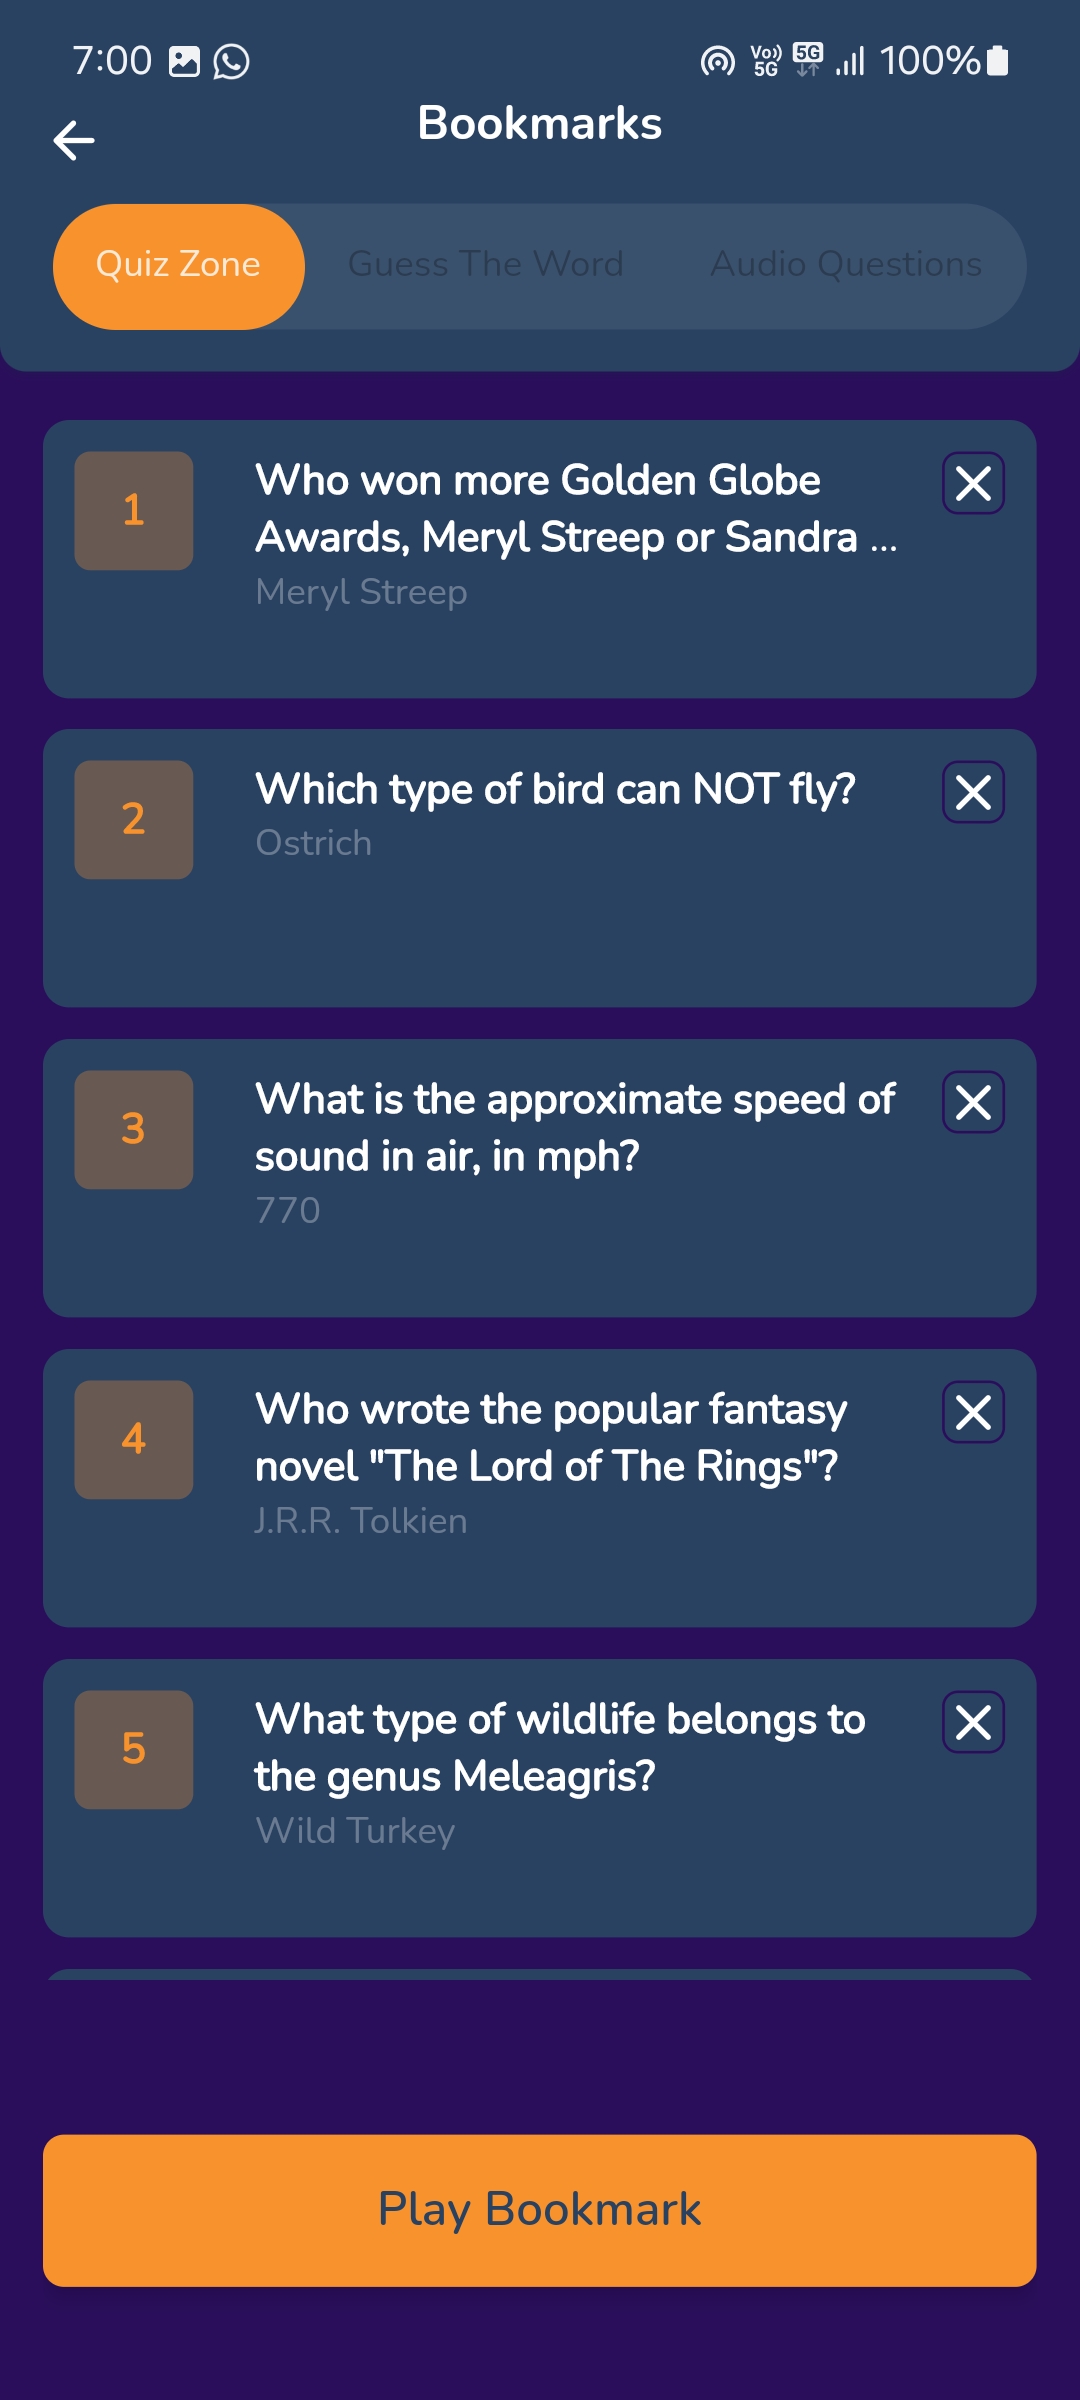 7:00 Vo)) 5G 5G 100%
Bookmarks
Quiz Zone Guess The Word Audio Questions
1
Who won more Golden Globe
Awards, Meryl Streep or Sandra ...
Meryl Streep
2
Which type of bird can NOT fly?
Ostrich
3
What is the approximate speed of
sound in air, in mph?
770
4
Who wrote the popular fantasy
novel "The Lord of The Rings"?
J.R.R. Tolkien
5
What type of wildlife belongs to
the genus Meleagris?
Wild Turkey
Play Bookmark